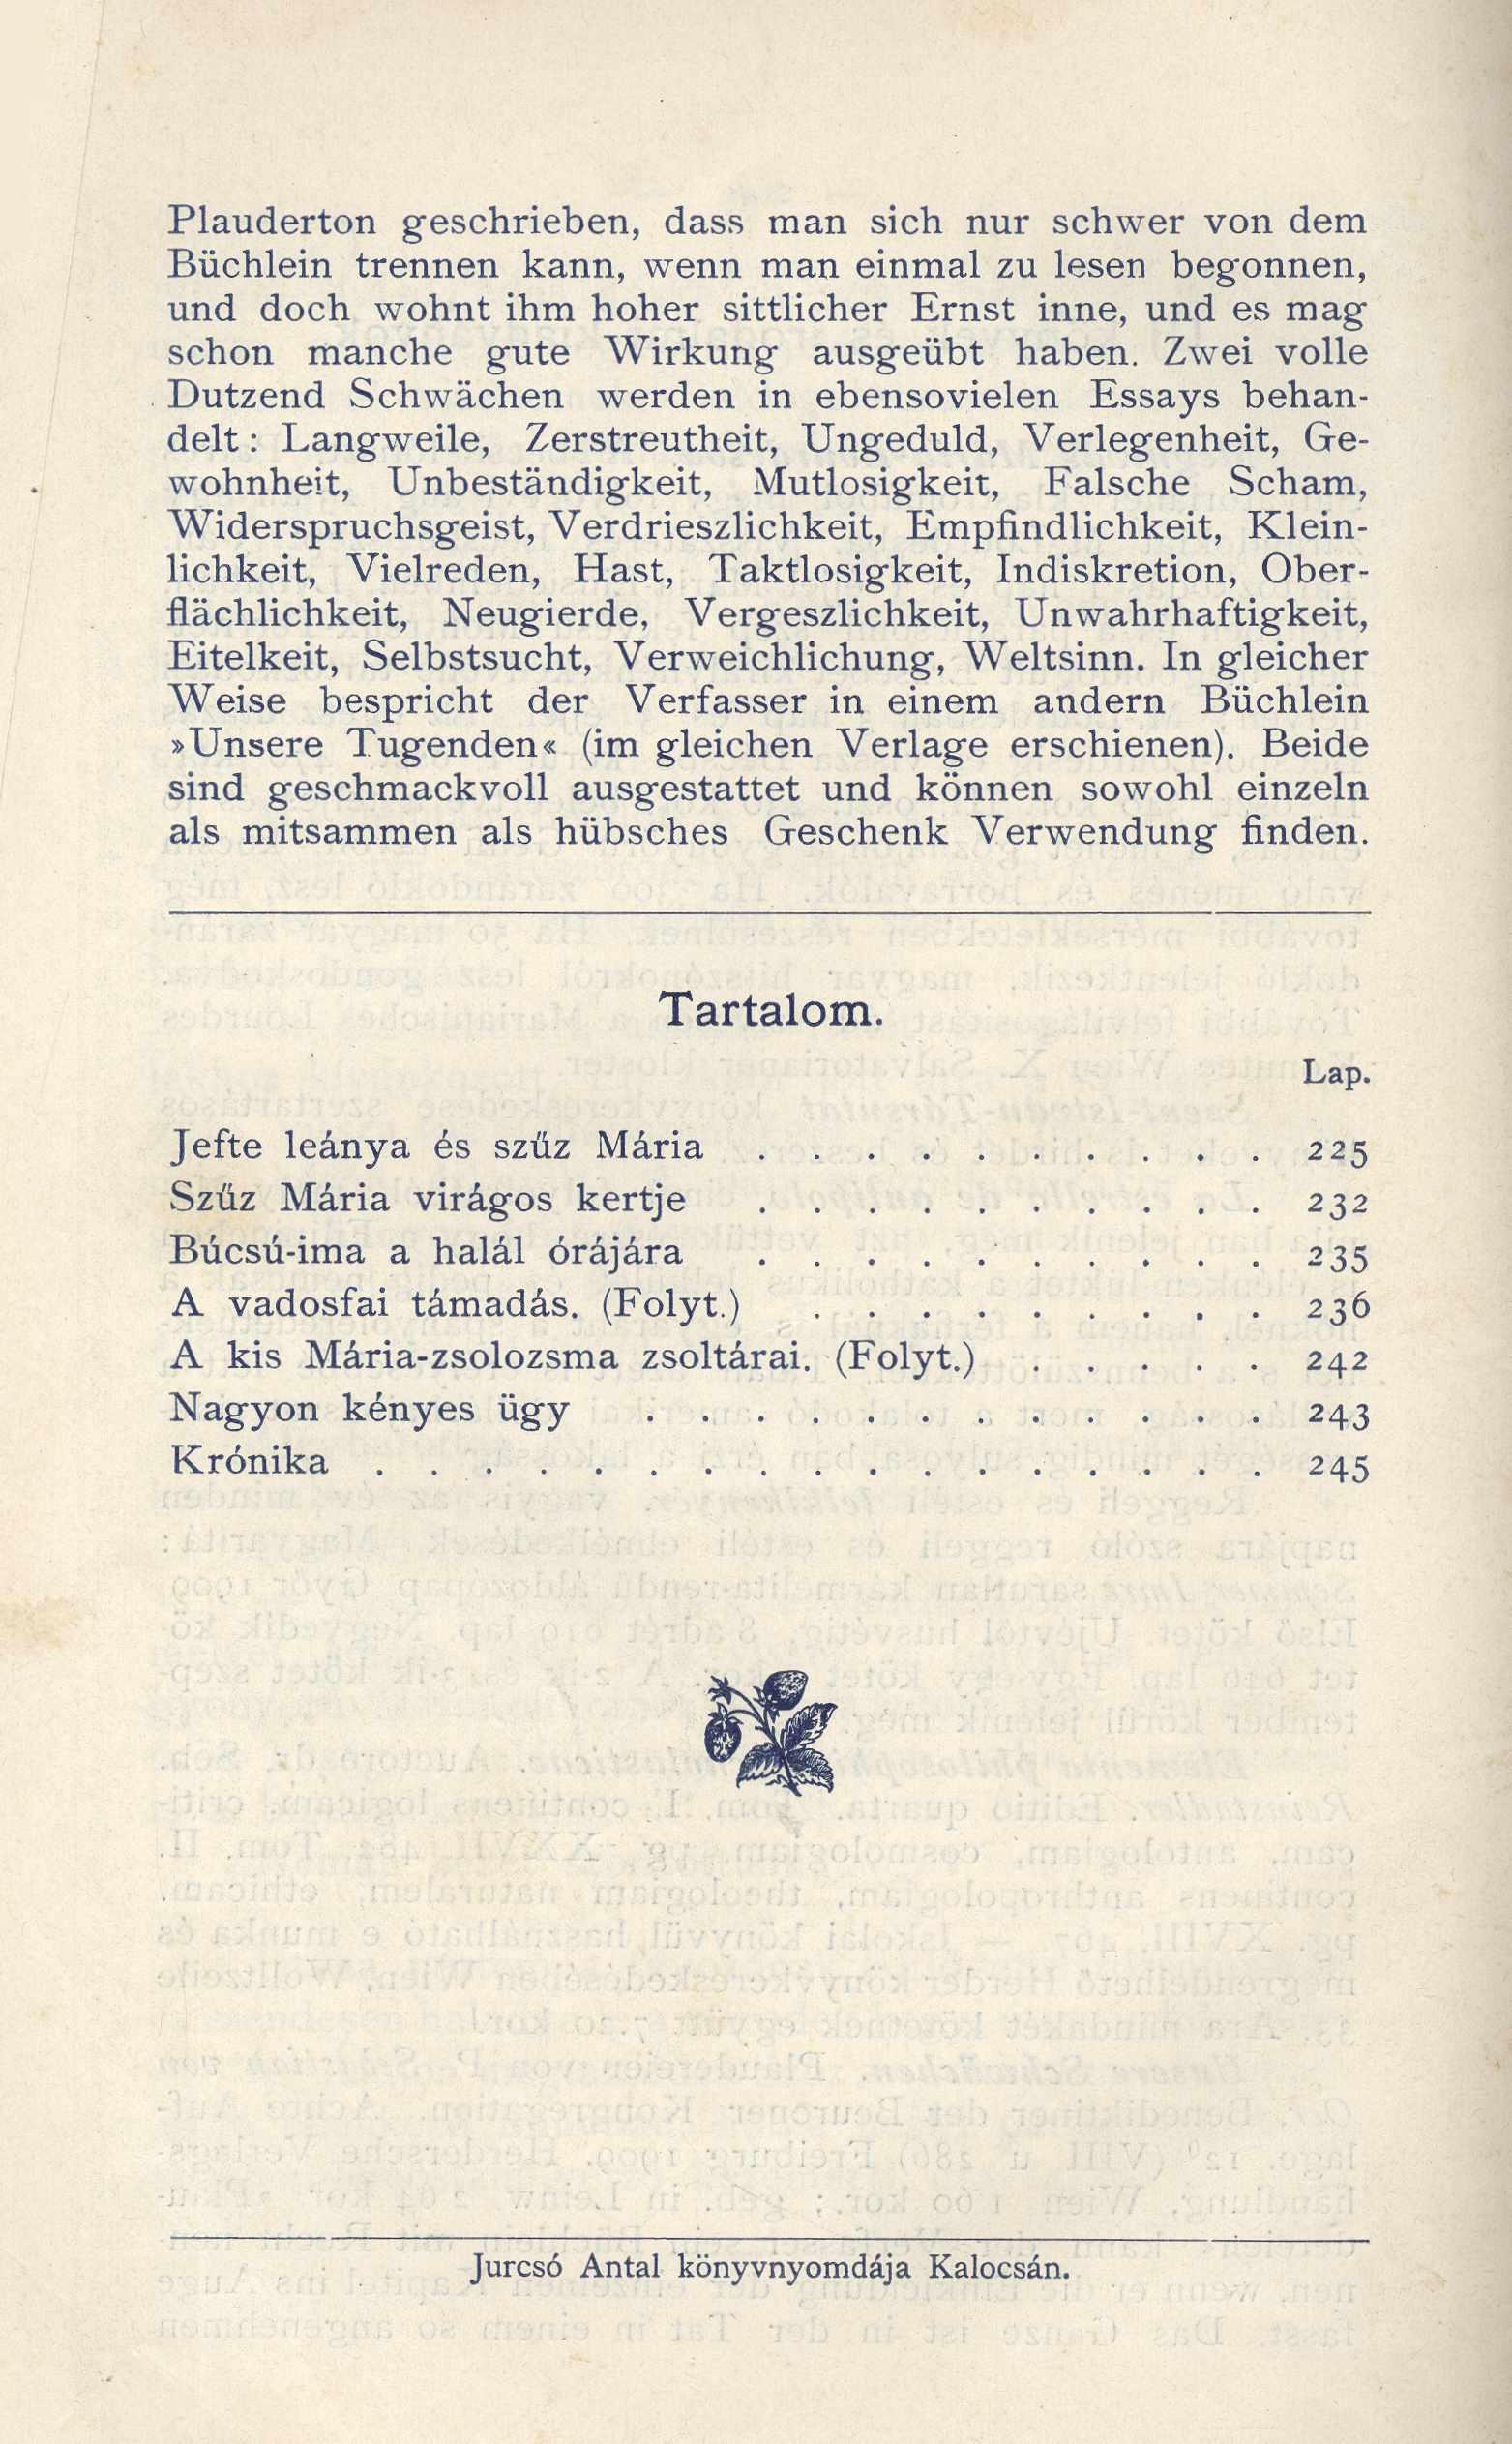 Plauderton geschrieben, dass man sich nur schwer von dem
Büchlein trennen kann, wenn man einmal zu lesen begonnen,
und doch wohnt ihm hoher sittlicher Ernst inne, und es mag
schon manche gute Wirkung ausgeübt haben. Zwei volle
Dutzend Schwächen werden in ebensovielen Essays behan-
delt: Langweile, Zerstreutheit, Ungeduld, Verlegenheit, Ge-
wohnheit, Unbeständigkeit, Mutlosigkeit, Falsche Scham,
Widerspruchsgeist, Verdrieszlichkeit, Empfindlichkeit, Klein-
lichkeit, Vielreden, Hast, Taktlosigkeit, Indiskretion, Ober-
flächlichkeit, Neugierde, Vergeszlichkeit, Unwahrhaftigkeit,
Eitelkeit, Selbstsucht, Verweichlichung, Weltsinn. In gleicher
Weise bespricht der Verfasser in einem andern Büchlein
»Unsere Tugenden« (im gleichen Verlage erschienen). Beide
sind geschmackvoll ausgestattet und können sowohl einzeln
als mitsammen als hübsches Geschenk Verwendung finden.
Tartalom.
Lap.
Jefte leánya és szűz Mária . . . . . . . . . . 225
Szűz Mária virágos kertje . . . . . . . . . . 232
Búcsú-ima a halál órájára . . . . . . . . . . 235
A vadosfai támadás. (Folyt.) . . . . . . . . . 236
A kis Mária-zsolozsma zsoltárai. (Folyt.) . . . . . 242
Nagyon kényes ügy . . . . . . . . . . . . 243
Krónika . . . . . . . . . . . . . . . . . 245
Jurcsó Antal könyvnyomdája Kalocsán.